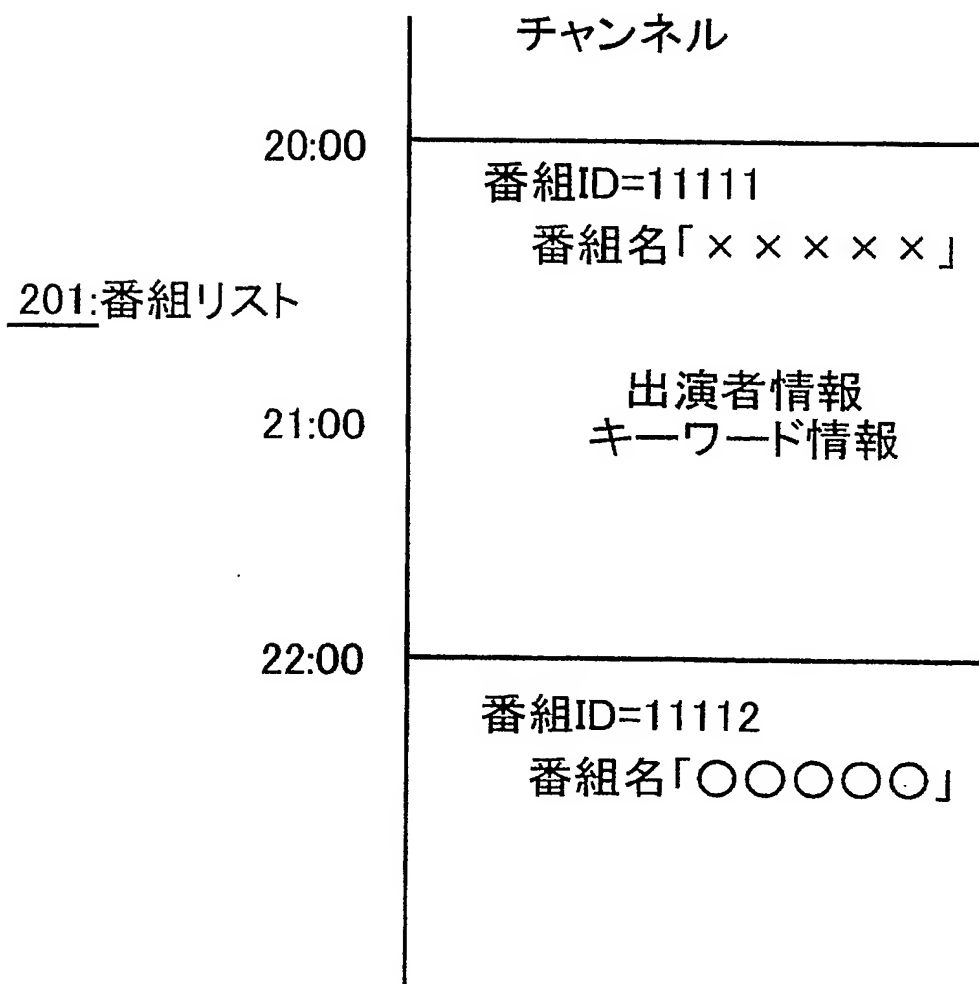 チャンネル
20:00
番組ID=11111
番組名「×××××」
201:番組リスト
出演者情報
21:00
キーワード情報
22:00
番組ID=11112
番組名「○○○○○」